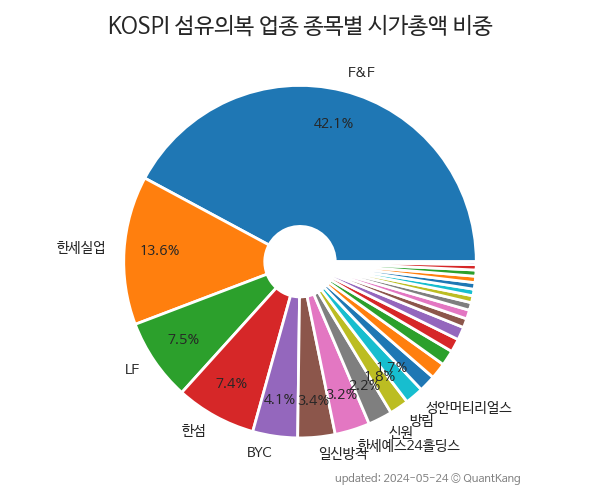 KOSPI 섬유의복 업종 종목별 시가총액 비중
F&F
42.1%
한세실업
13.6%
LF
7.5%
한섬
7.4%
BYC
4.1%
일신방직
3.4%
한세예스24홀딩스
3.2%
신원
2.2%
방림
1.8%
성안머티리얼스
1.7%
updated: 2024-05-24 © QuantKang